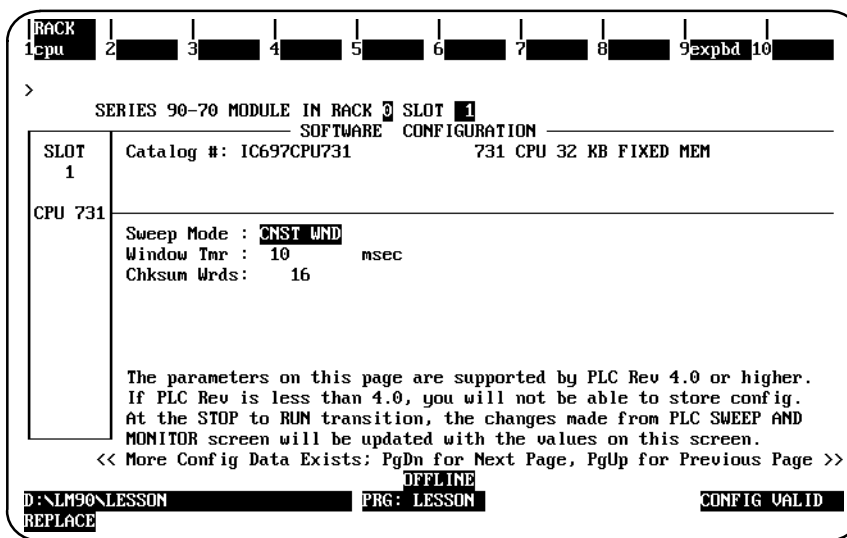 RACK
1cpu 2 3 4 5 6 7 8 9expbd 10
>
SERIES 90-70 MODULE IN RACK 0 SLOT 1
SOFTWARE CONFIGURATION
SLOT Catalog #: IC697CPU731 731 CPU 32 KB FIXED MEM
1
CPU 731
Sweep Mode : CNST WND
Window Tmr : 10 msec
Chksum Wrds: 16
The parameters on this page are supported by PLC Rev 4.0 or higher.
If PLC Rev is less than 4.0, you will not be able to store config.
At the STOP to RUN transition, the changes made from PLC SWEEP AND
MONITOR screen will be updated with the values on this screen.
<< More Config Data Exists; PgDn for Next Page, PgUp for Previous Page >>
OFFLINE
D:\LM90\LESSON PRG: LESSON CONFIG VALID
REPLACE